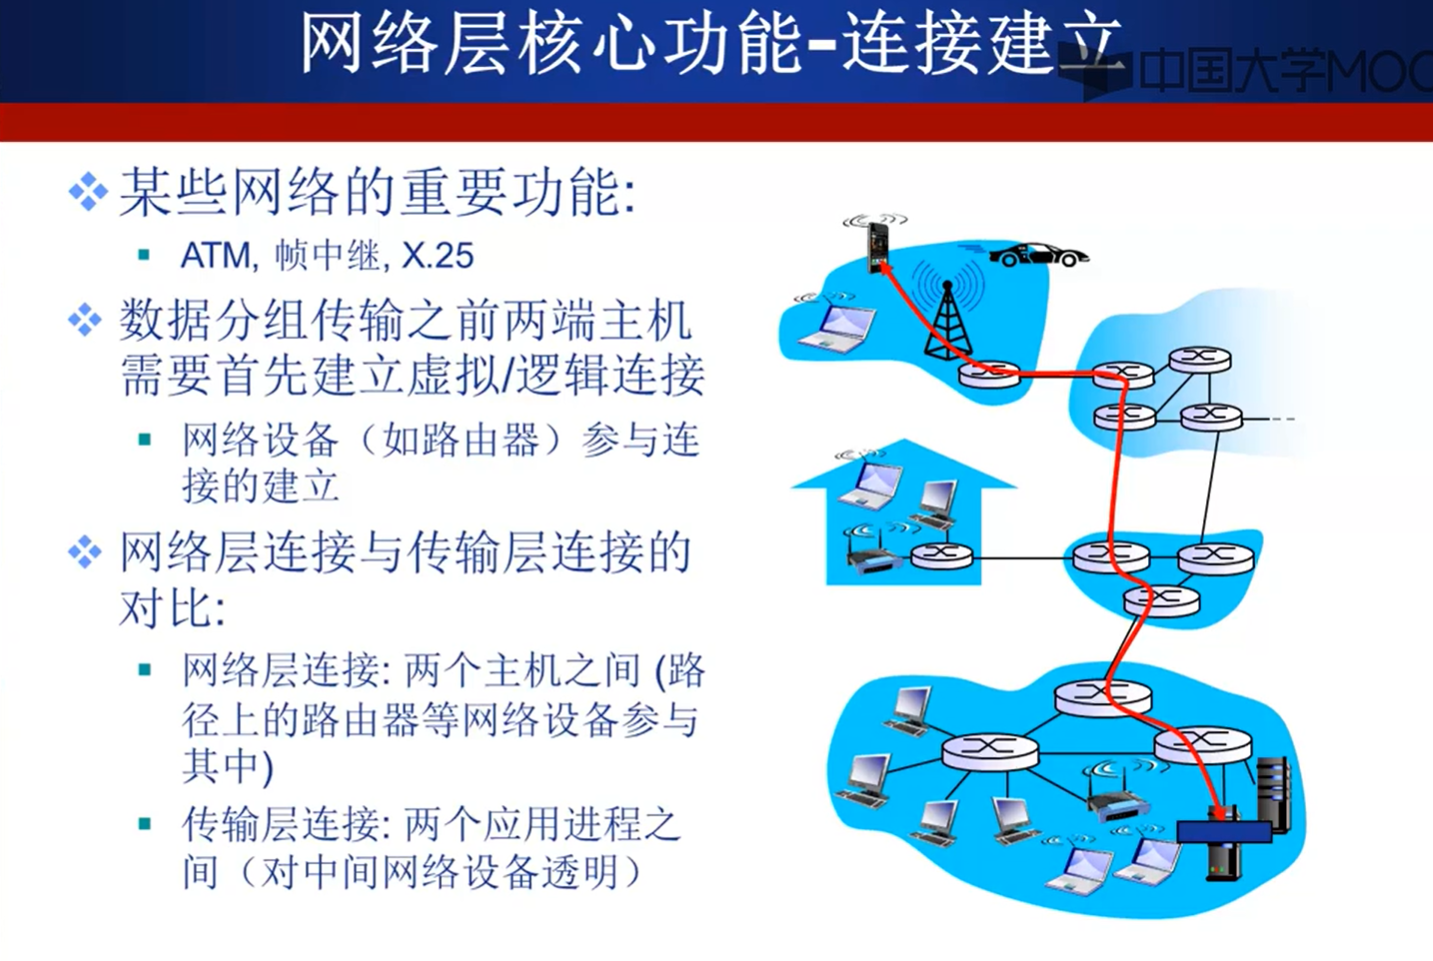 网络层核心功能-连接建立
中国大学MOC
某些网络的重要功能:
ATM, 帧中继, X.25
数据分组传输之前两端主机
需要首先建立虚拟/逻辑连接
网络设备（如路由器）参与连
接的建立
网络层连接与传输层连接的
对比:
网络层连接: 两个主机之间 (路
径上的路由器等网络设备参与
其中)
传输层连接: 两个应用进程之
间（对中间网络设备透明）